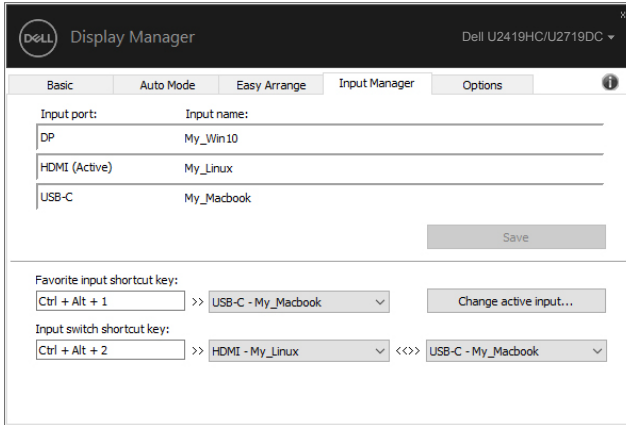 x
DELL Display Manager Dell U2419HC/U2719DC
Basic Auto Mode Easy Arrange Input Manager Options i
Input port: Input name:
DP My_Win10
HDMI (Active) My_Linux
USB-C My_Macbook
Save
Favorite input shortcut key:
Ctrl + Alt + 1 >> USB-C - My_Macbook Change active input...
Input switch shortcut key:
Ctrl + Alt + 2 >> HDMI - My_Linux <<>> USB-C - My_Macbook